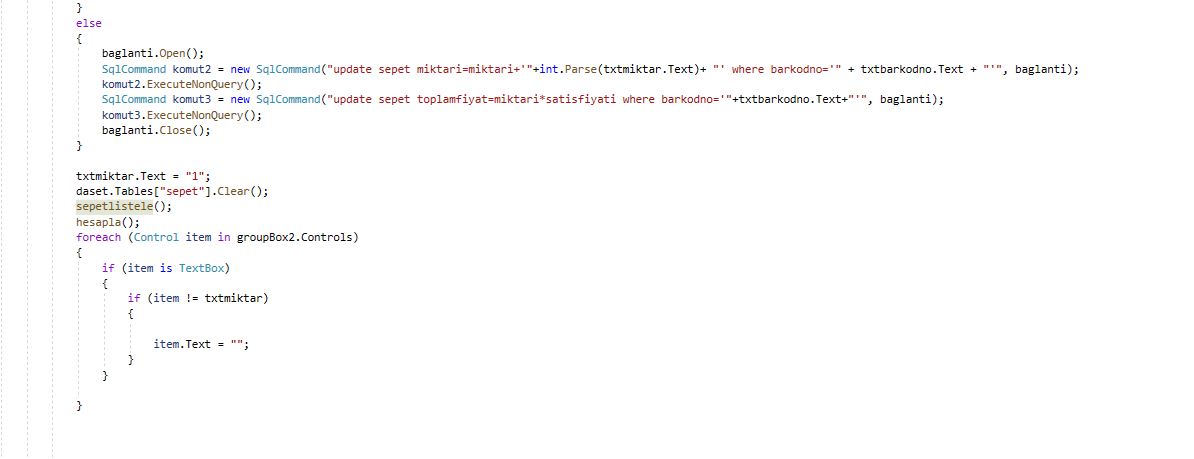 }
else
{
baglanti.Open();
SqlCommand komut2 = new SqlCommand("update sepet miktari=miktari+'"+int.Parse(txtmiktar.Text)+ "' where barkodno='" + txtbarkodno.Text + "'", baglanti);
komut2.ExecuteNonQuery();
SqlCommand komut3 = new SqlCommand("update sepet toplamfiyat=miktari*satisfiyati where barkodno='"+txtbarkodno.Text+"'", baglanti);
komut3.ExecuteNonQuery();
baglanti.Close();
}
txtmiktar.Text = "1";
daset.Tables["sepet"].Clear();
sepetlistele();
hesapla();
foreach (Control item in groupBox2.Controls)
{
if (item is TextBox)
{
if (item != txtmiktar)
{
item.Text = "";
}
}
}